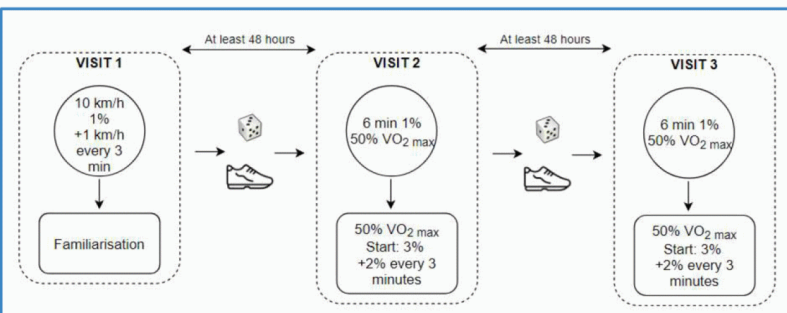 At least 48 hours
At least 48 hours
VISIT 1
10 km/h
1%
+1 km/h
every 3
min
Familiarisation
VISIT 2
6 min 1%
50% VO2 max
50% VO2 max
Start: 3%
+2% every 3
minutes
VISIT 3
6 min 1%
50% VO2 max
50% VO2 max
Start: 3%
+2% every 3
minutes